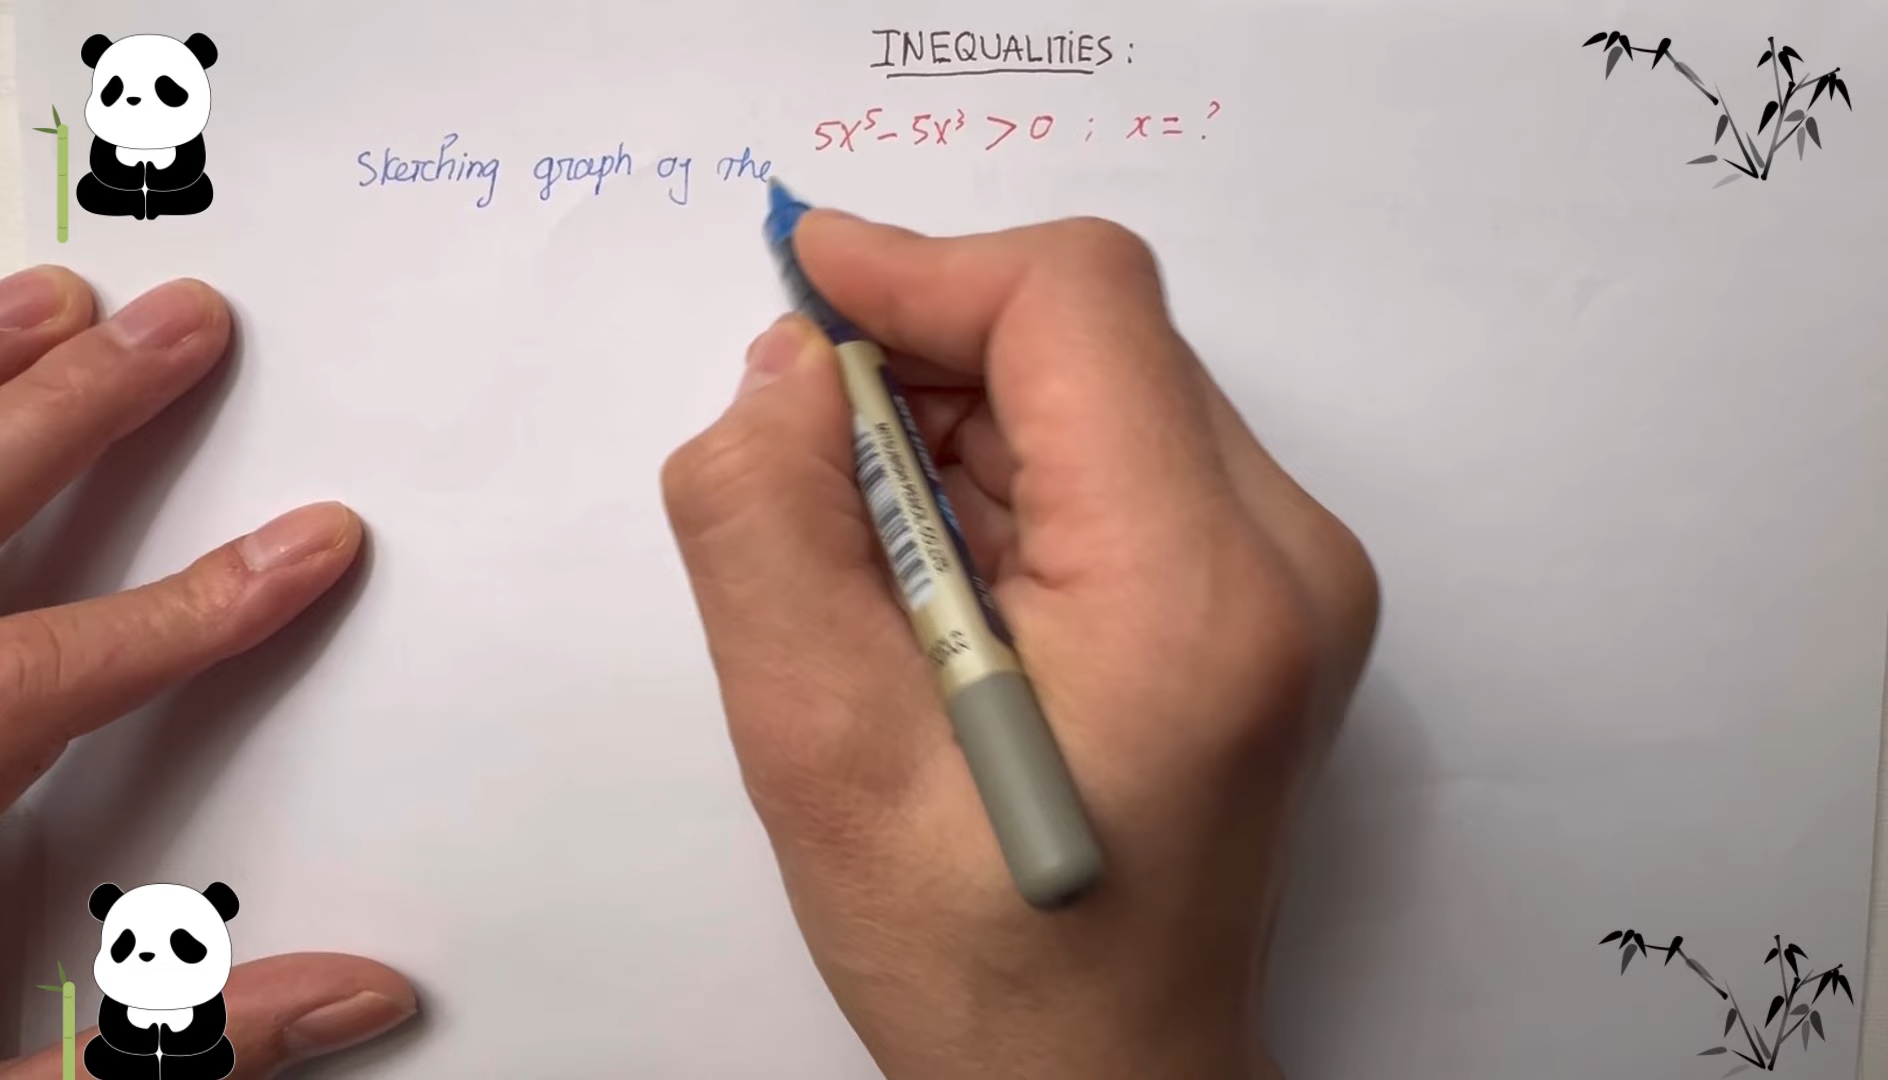 INEQUALITIES:
5x⁵ - 5x³ > 0 ; x = ?
Sketching graph of the